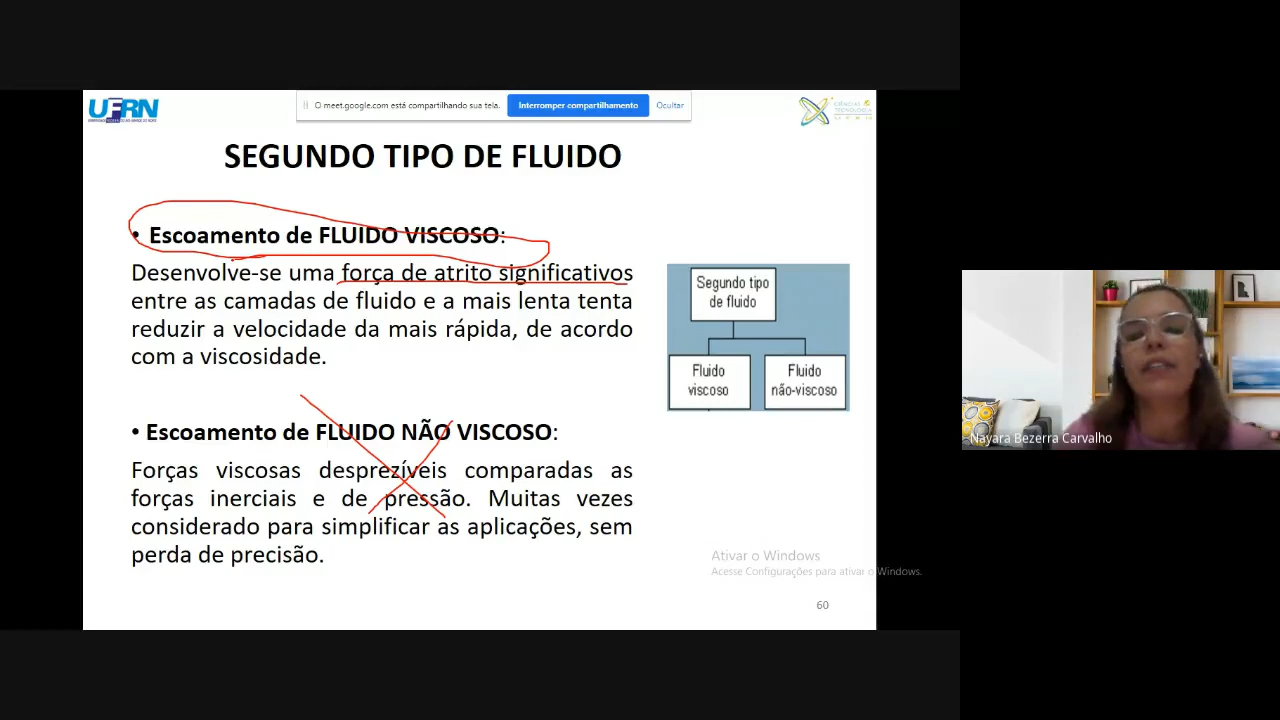 UFRN
O meet.google.com está compartilhando sua tela.
Interromper compartilhamento
Ocultar
CIÊNCIAS
TECNOLOGIA
UFRN
SEGUNDO TIPO DE FLUIDO
• Escoamento de FLUIDO VISCOSO:
Desenvolve-se uma força de atrito significativos
entre as camadas de fluido e a mais lenta tenta
reduzir a velocidade da mais rápida, de acordo
com a viscosidade.
Segundo tipo
de fluido
Fluido
viscoso
Fluido
não-viscoso
• Escoamento de FLUIDO NÃO VISCOSO:
Forças viscosas desprezíveis comparadas as
forças inerciais e de pressão. Muitas vezes
considerado para simplificar as aplicações, sem
perda de precisão.
Nayara Bezerra Carvalho
Ativar o Windows
Acesse Configurações para ativar o Windows.
60